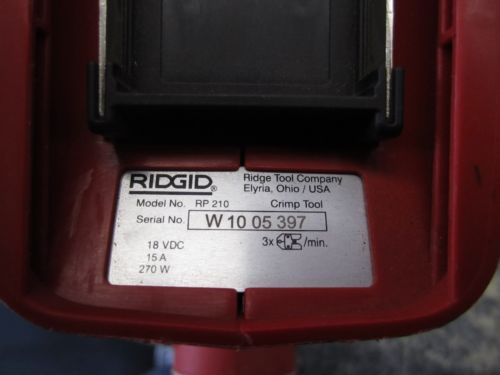 RIDGID®
Ridge Tool Company
Elyria, Ohio / USA
Model No. RP 210 Crimp Tool
Serial No. W 10 05 397
18 VDC 3x /min.
15 A
270 W